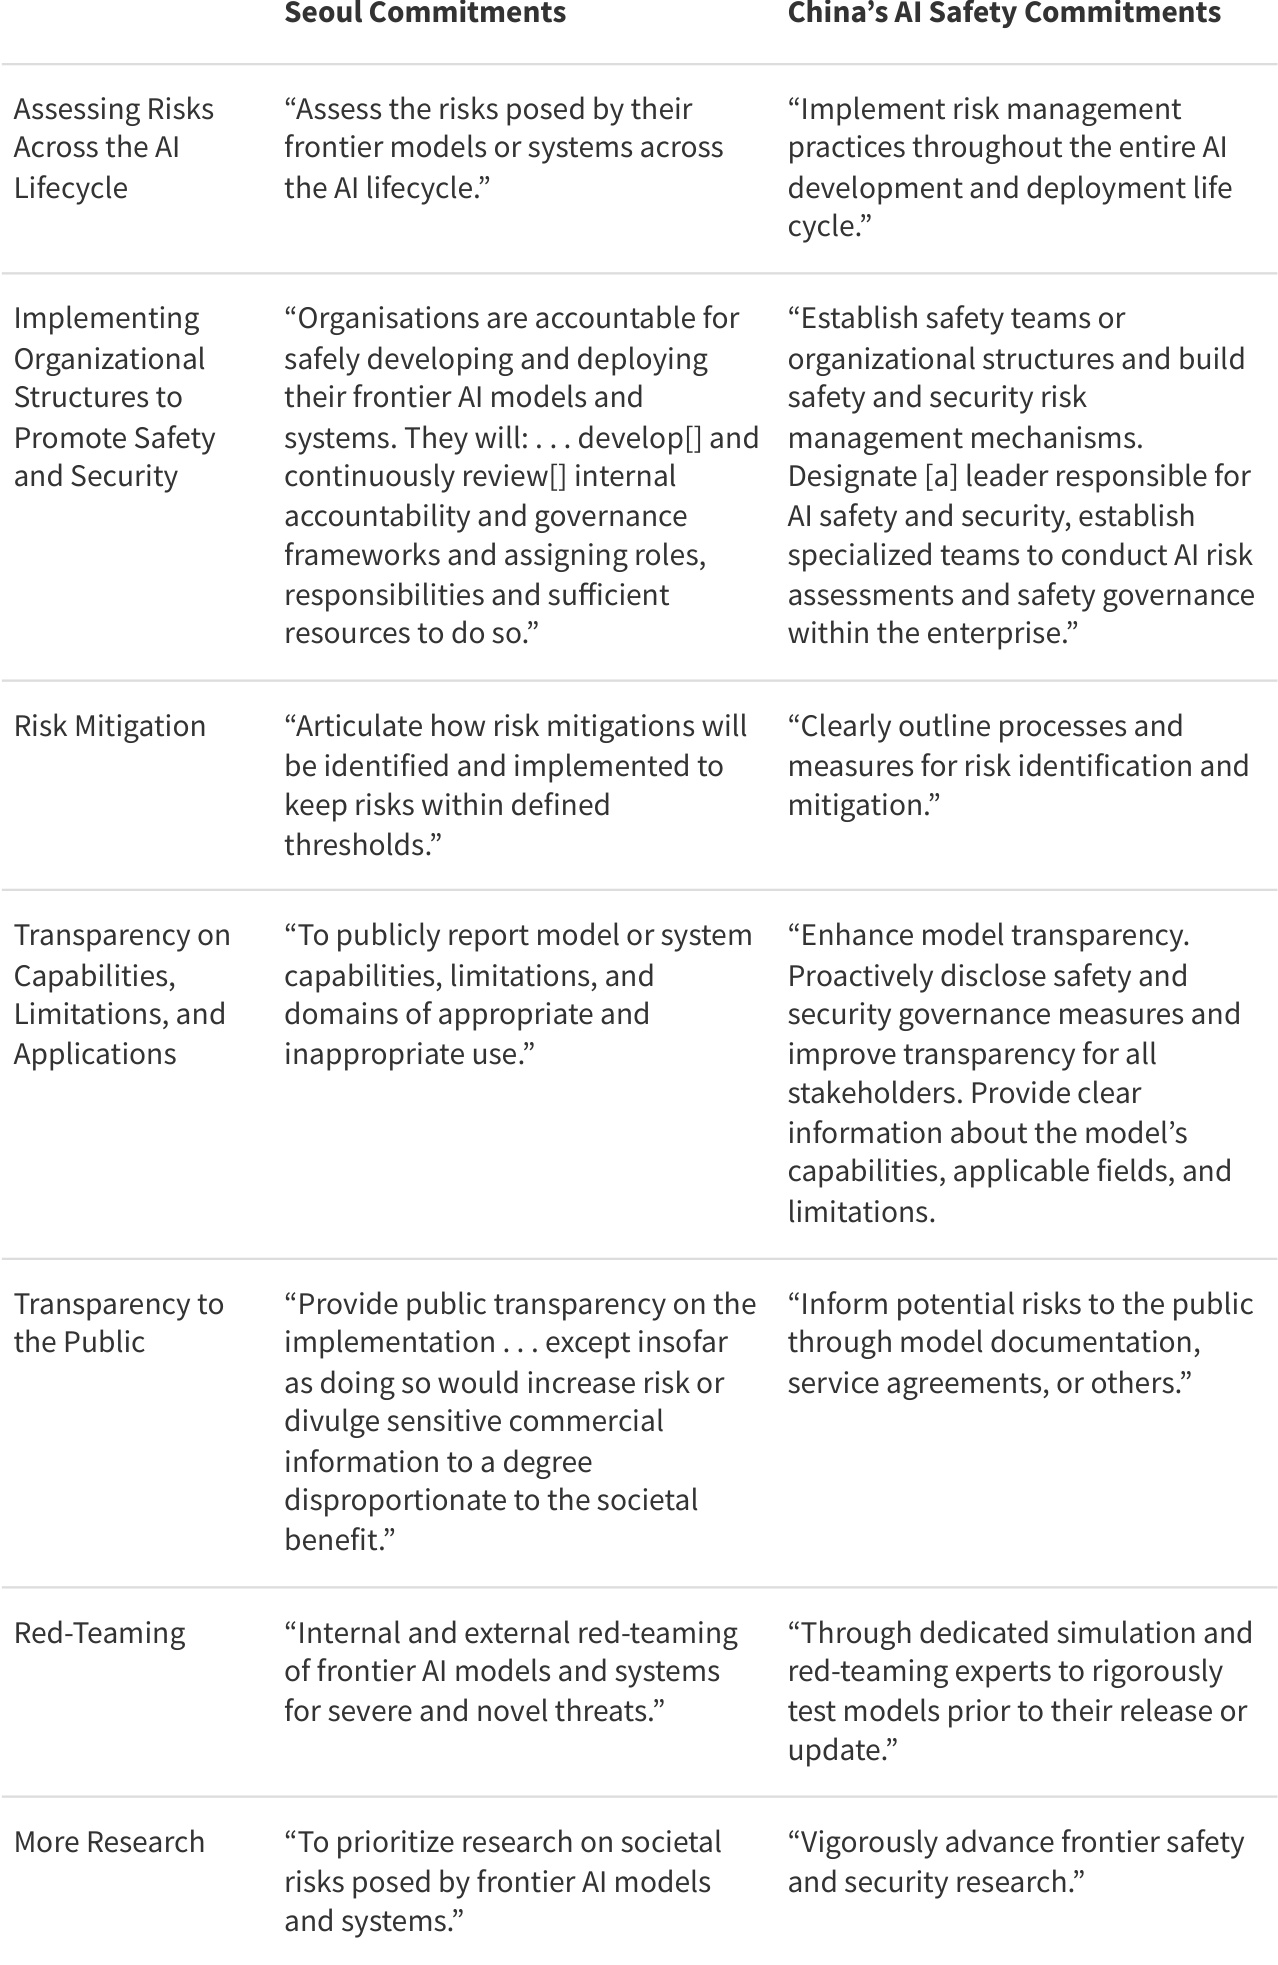 Seoul Commitments
China’s AI Safety Commitments
Assessing Risks
Across the AI
Lifecycle
“Assess the risks posed by their
frontier models or systems across
the AI lifecycle.”
“Implement risk management
practices throughout the entire AI
development and deployment life
cycle.”
Implementing
Organizational
Structures to
Promote Safety
and Security
“Organisations are accountable for
safely developing and deploying
their frontier AI models and
systems. They will: . . . develop[] and
continuously review[] internal
accountability and governance
frameworks and assigning roles,
responsibilities and sufficient
resources to do so.”
“Establish safety teams or
organizational structures and build
safety and security risk
management mechanisms.
Designate [a] leader responsible for
AI safety and security, establish
specialized teams to conduct AI risk
assessments and safety governance
within the enterprise.”
Risk Mitigation
“Articulate how risk mitigations will
be identified and implemented to
keep risks within defined
thresholds.”
“Clearly outline processes and
measures for risk identification and
mitigation.”
Transparency on
Capabilities,
Limitations, and
Applications
“To publicly report model or system
capabilities, limitations, and
domains of appropriate and
inappropriate use.”
“Enhance model transparency.
Proactively disclose safety and
security governance measures and
improve transparency for all
stakeholders. Provide clear
information about the model’s
capabilities, applicable fields, and
limitations.
Transparency to
the Public
“Provide public transparency on the
implementation . . . except insofar
as doing so would increase risk or
divulge sensitive commercial
information to a degree
disproportionate to the societal
benefit.”
“Inform potential risks to the public
through model documentation,
service agreements, or others.”
Red-Teaming
“Internal and external red-teaming
of frontier AI models and systems
for severe and novel threats.”
“Through dedicated simulation and
red-teaming experts to rigorously
test models prior to their release or
update.”
More Research
“To prioritize research on societal
risks posed by frontier AI models
and systems.”
“Vigorously advance frontier safety
and security research.”